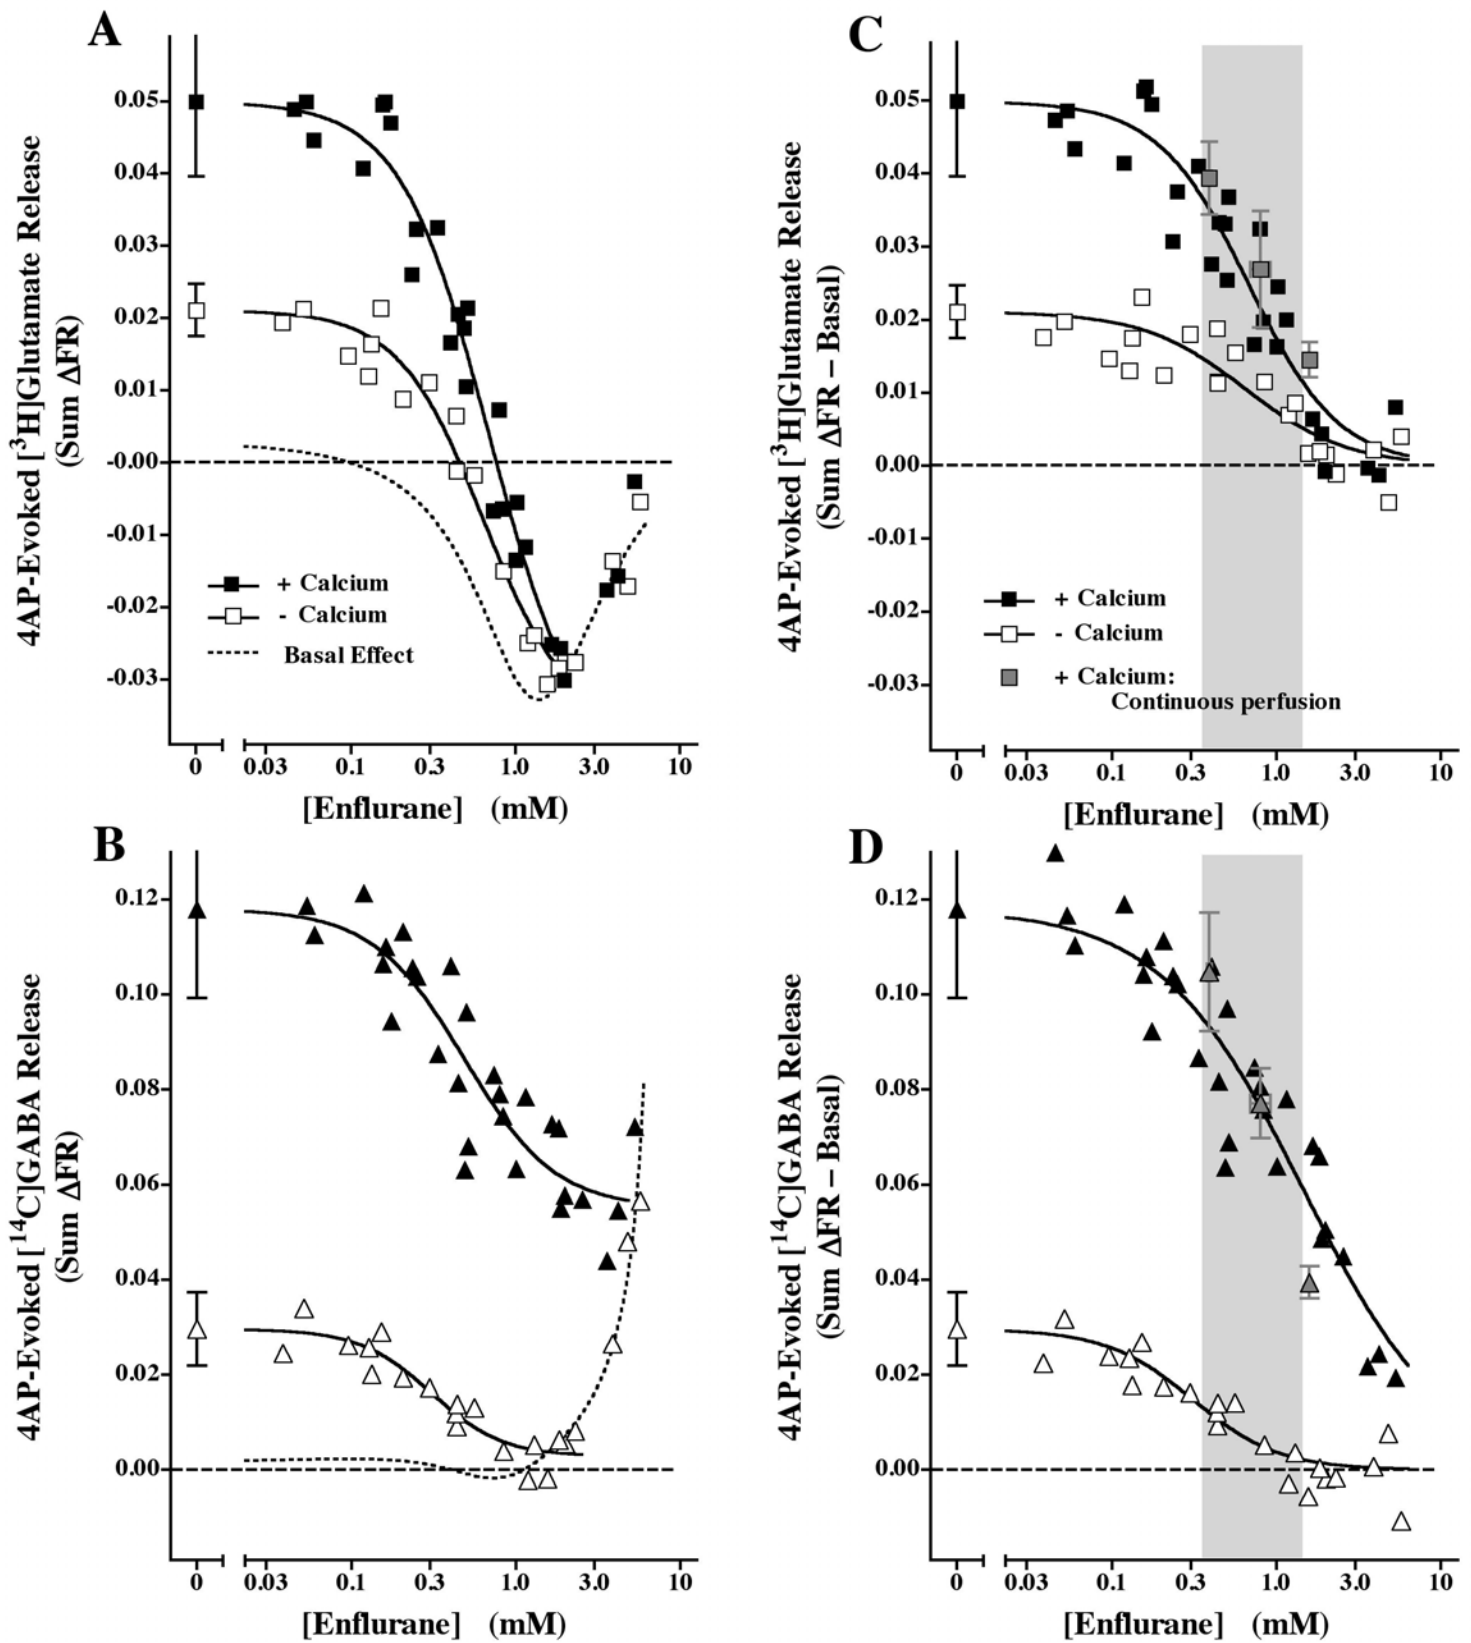 A
4AP-Evoked [³H]Glutamate Release
(Sum ΔFR)
0.05
0.04
0.03
0.02
0.01
-0.00
-0.01
-0.02
-0.03
+ Calcium
- Calcium
Basal Effect
0 0.03 0.1 0.3 1.0 3.0 10
[Enflurane] (mM)
C
4AP-Evoked [³H]Glutamate Release
(Sum ΔFR – Basal)
0.05
0.04
0.03
0.02
0.01
0.00
-0.01
-0.02
-0.03
+ Calcium
- Calcium
+ Calcium:
Continuous perfusion
0 0.03 0.1 0.3 1.0 3.0 10
[Enflurane] (mM)
B
4AP-Evoked [¹⁴C]GABA Release
(Sum ΔFR)
0.12
0.10
0.08
0.06
0.04
0.02
0.00
0 0.03 0.1 0.3 1.0 3.0 10
[Enflurane] (mM)
D
4AP-Evoked [¹⁴C]GABA Release
(Sum ΔFR – Basal)
0.12
0.10
0.08
0.06
0.04
0.02
0.00
0 0.03 0.1 0.3 1.0 3.0 10
[Enflurane] (mM)